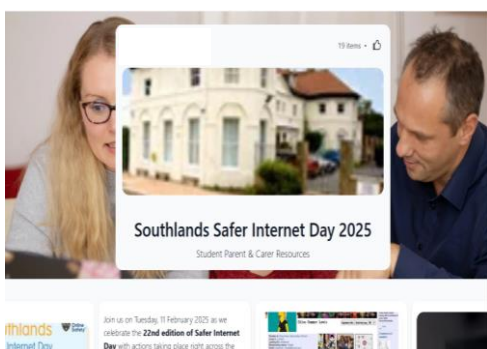 19 items •
Southlands Safer Internet Day 2025
Student Parent & Carer Resources
uthlands
Online
Safety
Internet Day
Join us on Tuesday, 11 February 2025 as we
celebrate the 22nd edition of Safer Internet
Day with actions taking place right across the